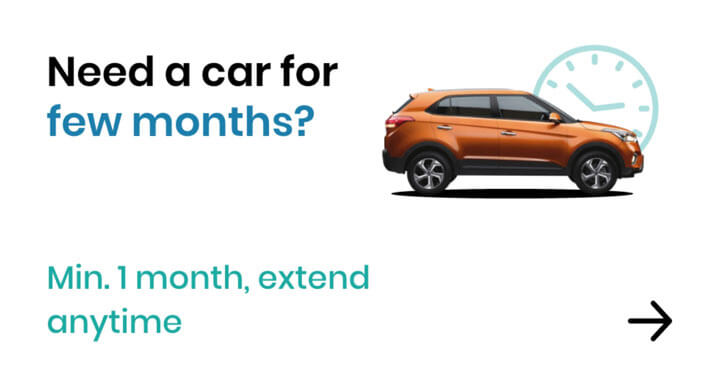 Need a car for
few months?
Min. 1 month, extend
anytime